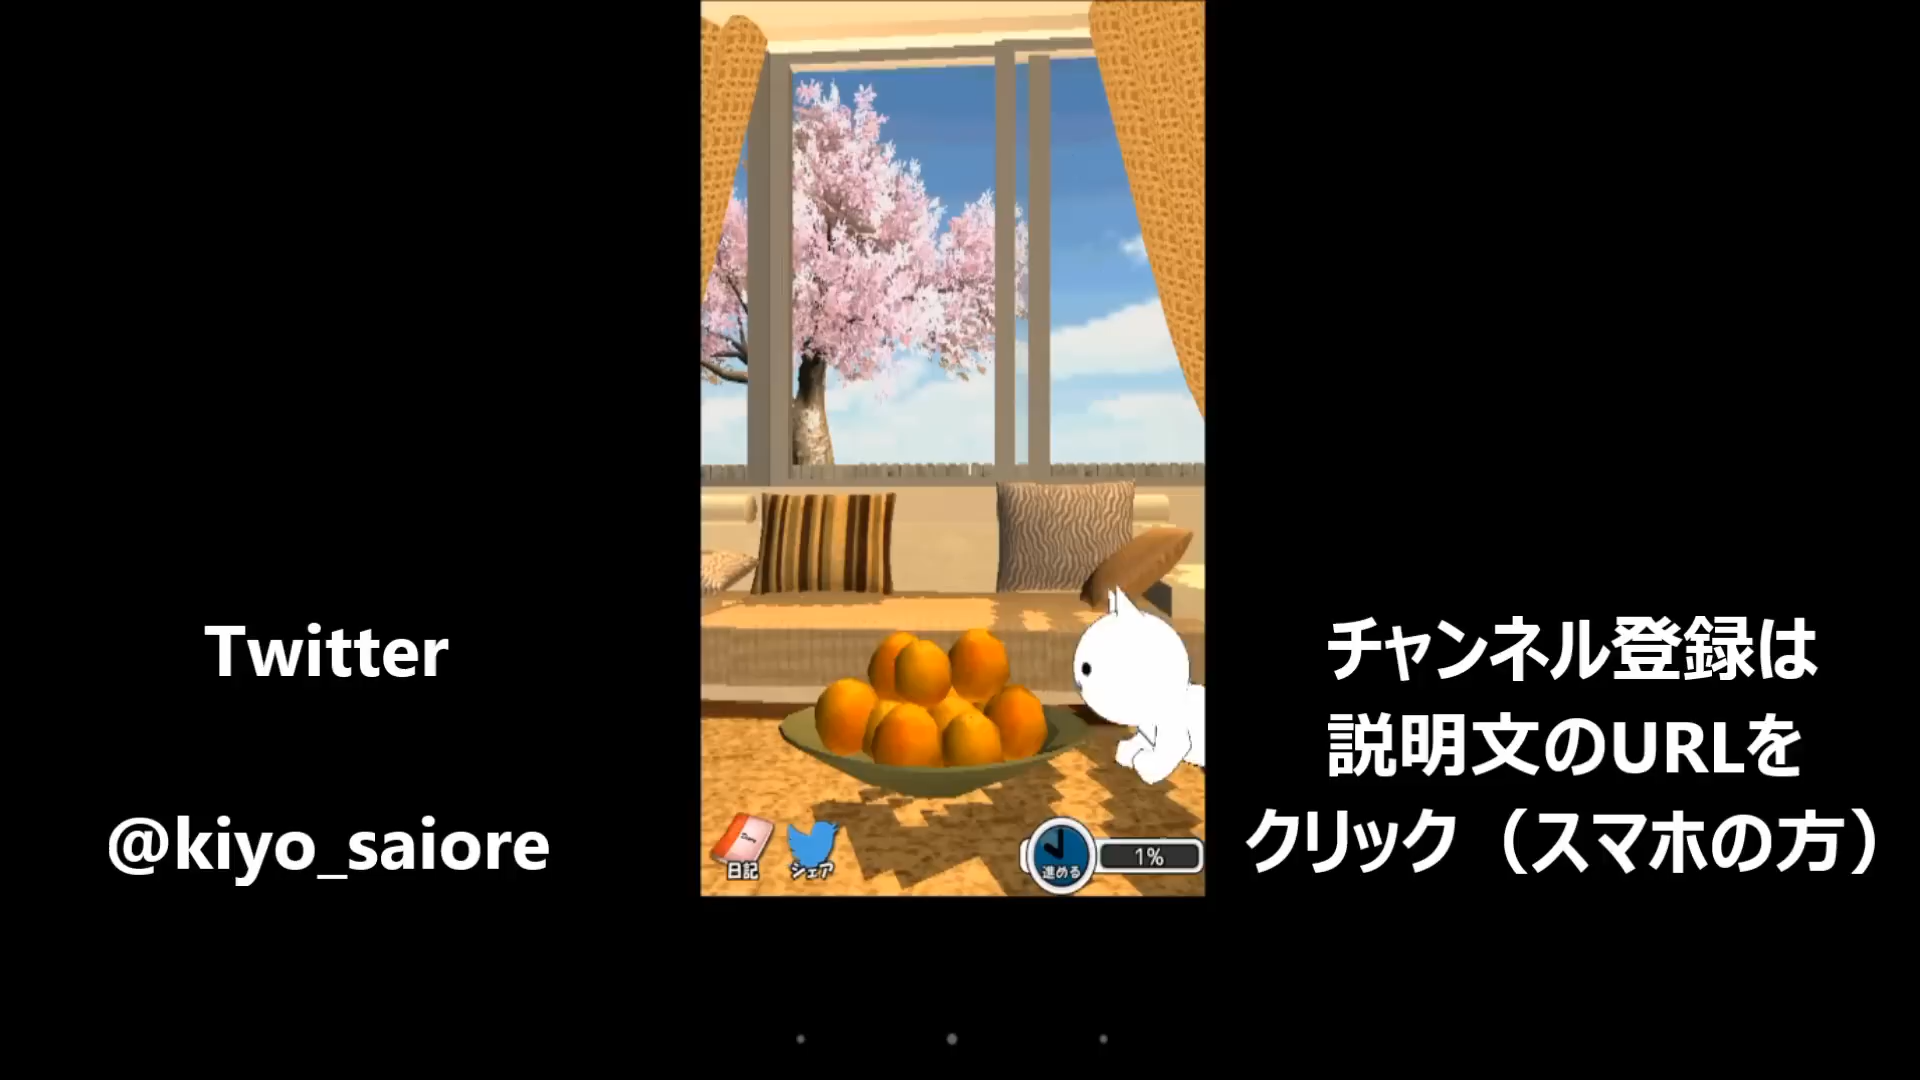 Twitter
@kiyo_saiore
チャンネル登録は
説明文のURLを
クリック（スマホの方）
日記
シェア
進める
1%